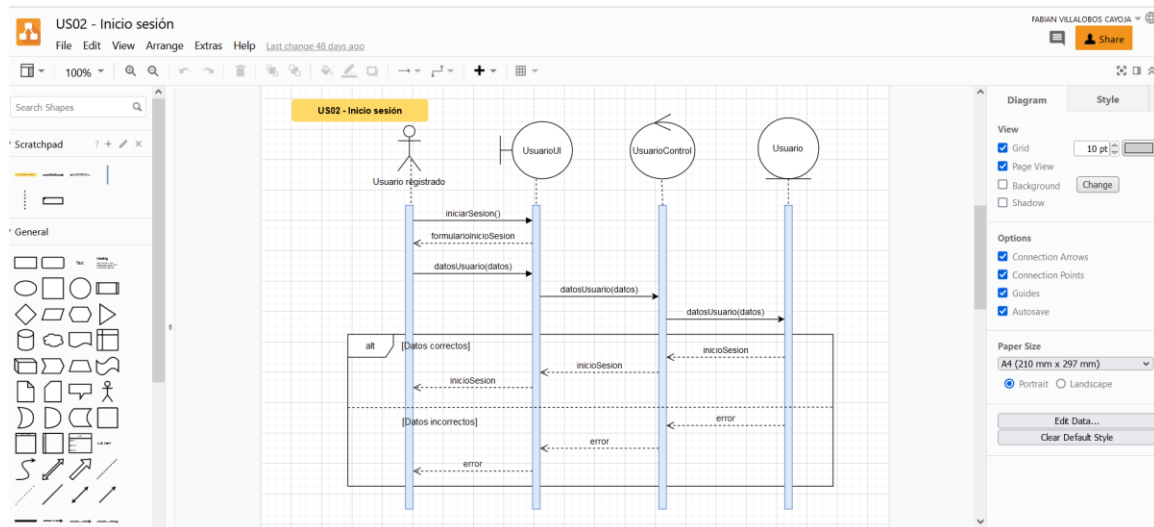 US02 - Inicio sesión
FABIAN VILLALOBOS CAYOJA
File Edit View Arrange Extras Help Last change 48 days ago
Share
100%
Search Shapes
Scratchpad
General
Text
Heading
US02 - Inicio sesión
Usuario registrado
UsuarioUI
UsuarioControl
Usuario
iniciarSesion()
formularioInicioSesion
datosUsuario(datos)
datosUsuario(datos)
datosUsuario(datos)
alt
[Datos correctos]
inicioSesion
inicioSesion
inicioSesion
[Datos incorrectos]
error
error
error
Diagram Style
View
Grid 10 pt
Page View
Background Change
Shadow
Options
Connection Arrows
Connection Points
Guides
Autosave
Paper Size
A4 (210 mm x 297 mm)
Portrait Landscape
Edit Data...
Clear Default Style